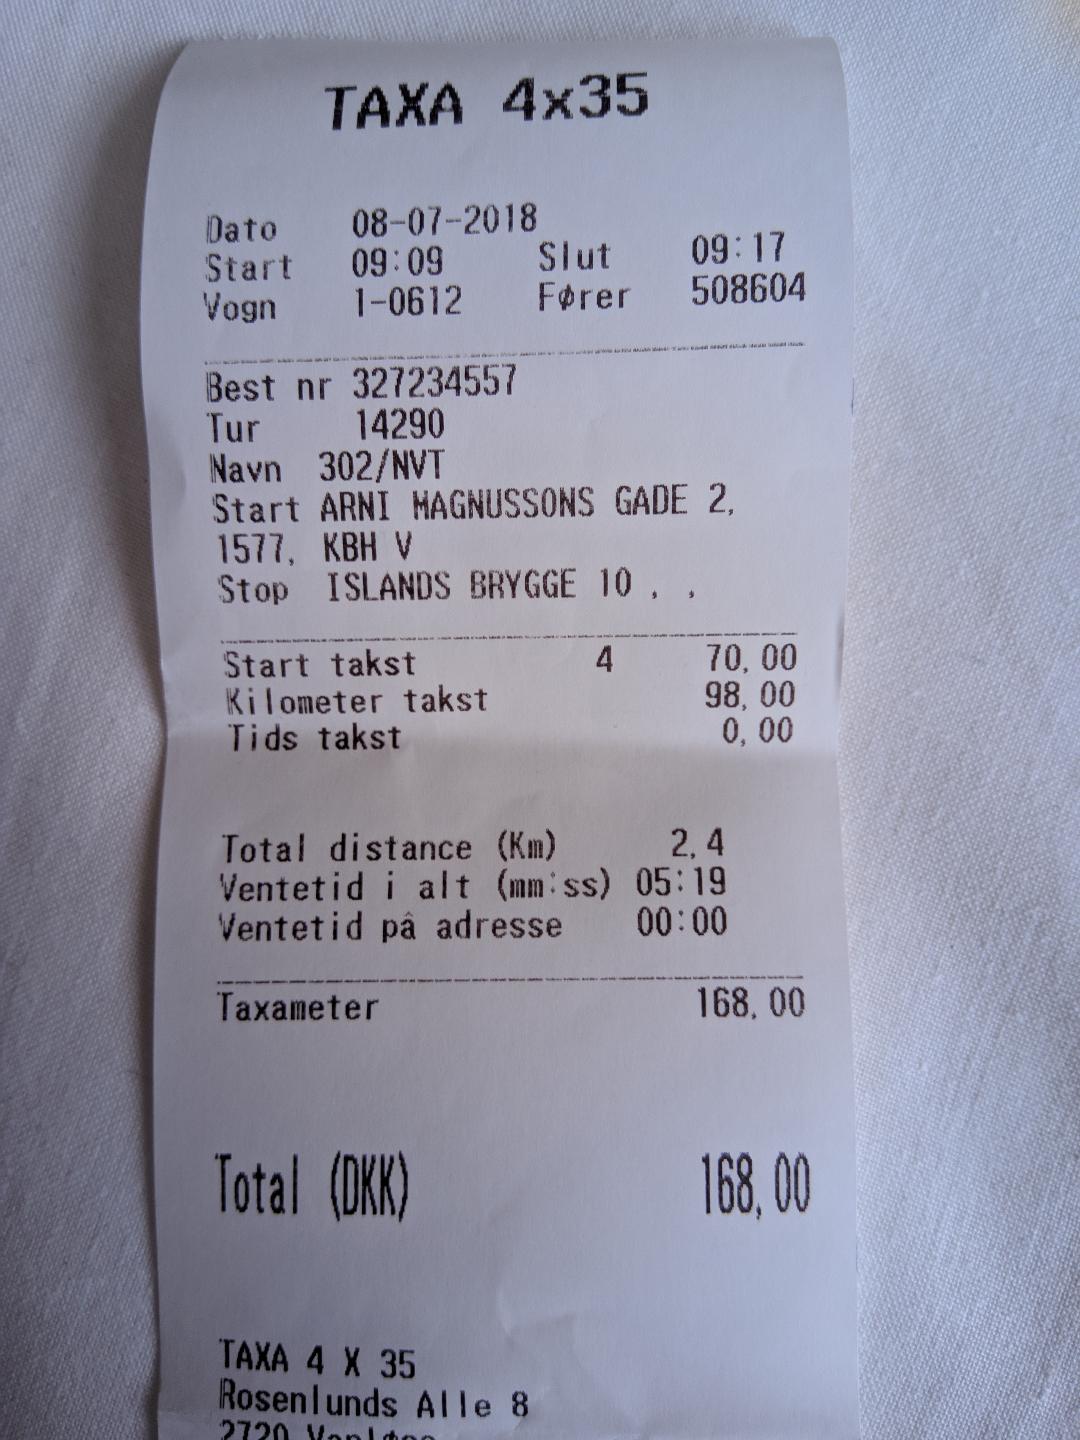 TAXA 4x35
Dato 08-07-2018
Start 09:09 Slut 09:17
Vogn 1-0612 Fører 508604
Best nr 327234557
Tur 14290
Navn 302/NVT
Start ARNI MAGNUSSONS GADE 2,
1577, KBH V
Stop ISLANDS BRYGGE 10 , ,
Start takst 4 70,00
Kilometer takst 98,00
Tids takst 0,00
Total distance (Km) 2,4
Ventetid i alt (mm:ss) 05:19
Ventetid på adresse 00:00
Taxameter 168,00
Total (DKK) 168,00
TAXA 4 X 35
Rosenlunds Alle 8
2720 Vanløse